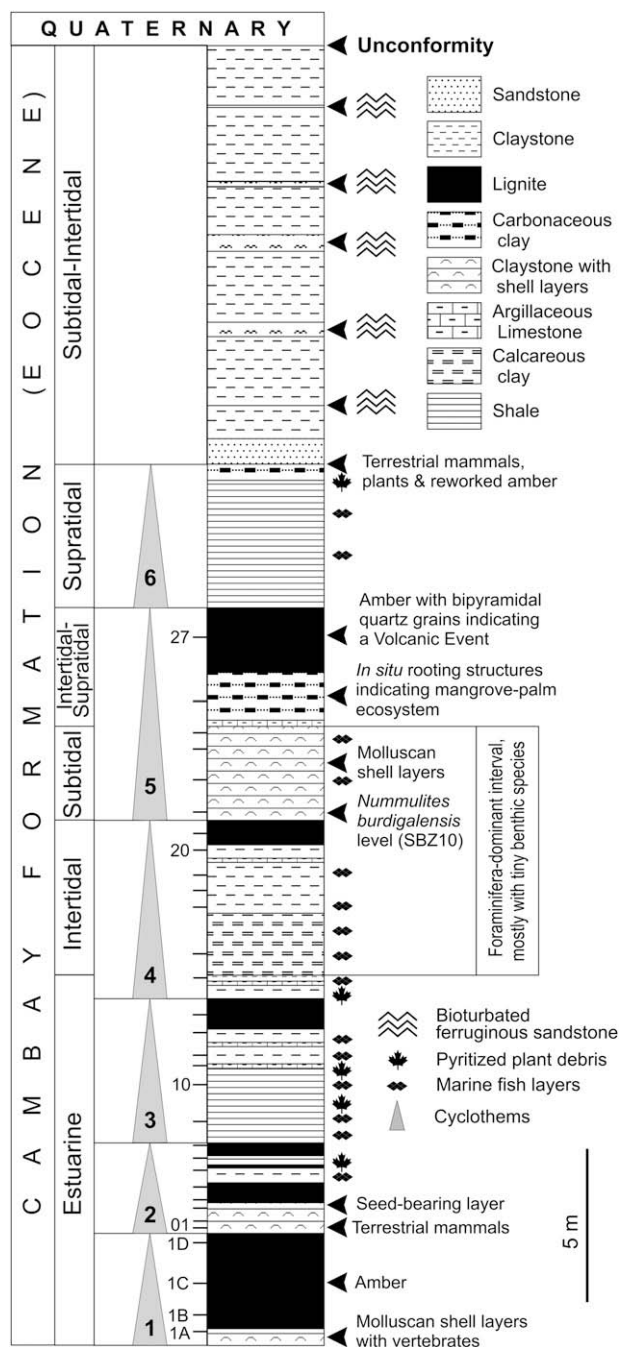 QUATERNARY
CAMBAY FORMATION (EOCENE)
Subtidal-Intertidal
Supratidal
Intertidal-
Supratidal
Subtidal
Intertidal
Estuarine
6
5
4
3
2
1
27
20
10
01
1D
1C
1B
1A
Unconformity
Sandstone
Claystone
Lignite
Carbonaceous
clay
Claystone with
shell layers
Argillaceous
Limestone
Calcareous
clay
Shale
Terrestrial mammals,
plants & reworked amber
Amber with bipyramidal
quartz grains indicating
a Volcanic Event
In situ rooting structures
indicating mangrove-palm
ecosystem
Molluscan
shell layers
Nummulites
burdigalensis
level (SBZ10)
Foraminifera-dominant interval,
mostly with tiny benthic species
Bioturbated
ferruginous sandstone
Pyritized plant debris
Marine fish layers
Cyclothems
Seed-bearing layer
Terrestrial mammals
Amber
Molluscan shell layers
with vertebrates
5 m